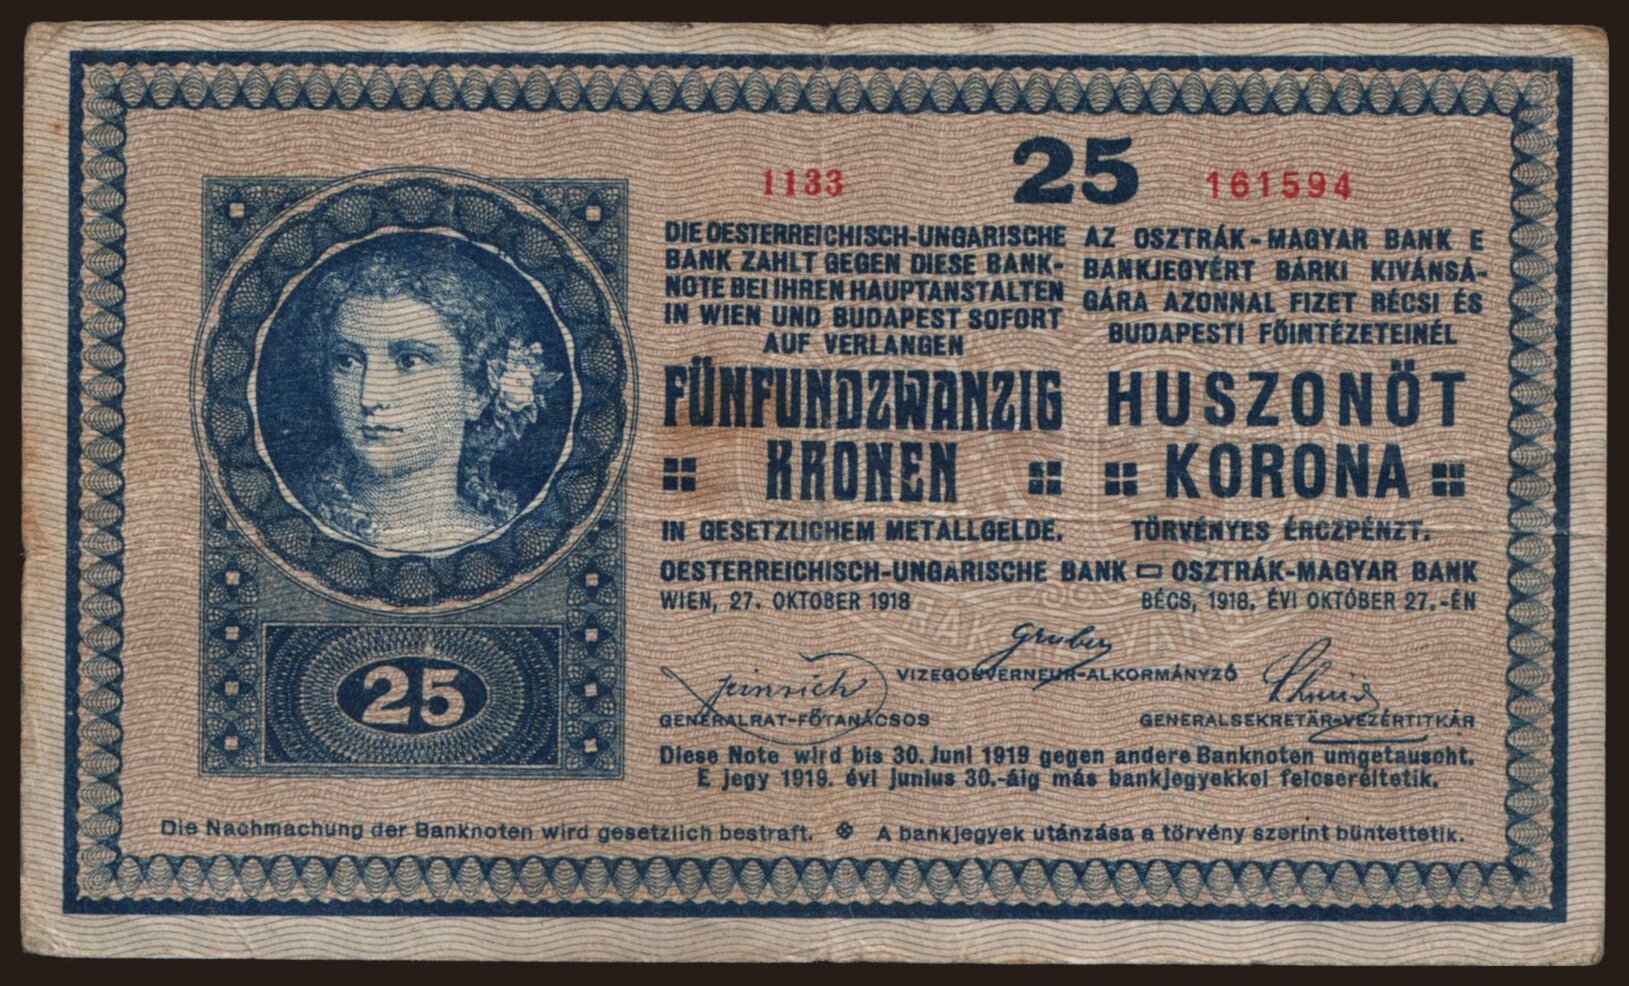 1133
25
161594
DIE OESTERREICHISCH-UNGARISCHE
BANK ZAHLT GEGEN DIESE BANK-
NOTE BEI IHREN HAUPTANSTALTEN
IN WIEN UND BUDAPEST SOFORT
AUF VERLANGEN
FÜNFUNDZWANZIG
KRONEN
IN GESETZLICHEM METALLGELDE.
AZ OSZTRÁK-MAGYAR BANK E
BANKJEGYÉRT BÁRKI KIVÁNSÁ-
GÁRA AZONNAL FIZET BÉCSI ÉS
BUDAPESTI FŐINTÉZETEINÉL
HUSZONÖT
KORONA
TÖRVÉNYES ÉRCZPÉNZT.
OESTERREICHISCH-UNGARISCHE BANK OSZTRÁK-MAGYAR BANK
WIEN, 27. OKTOBER 1918
BÉCS, 1918. ÉVI OKTÓBER 27.-ÉN
Gruber
VIZEGOUVERNEUR-ALKORMÁNYZÓ
GENERALRAT-FŐTANÁCSOS
Schmid
GENERALSEKRETÄR-VEZÉRTITKÁR
25
Diese Note wird bis 30. Juni 1919 gegen andere Banknoten umgetauscht.
E jegy 1919. évi junius 30.-áig más bankjegyekkel felcseréltetik.
Die Nachmachung der Banknoten wird gesetzlich bestraft. A bankjegyek utánzása a törvény szerint büntettetik.